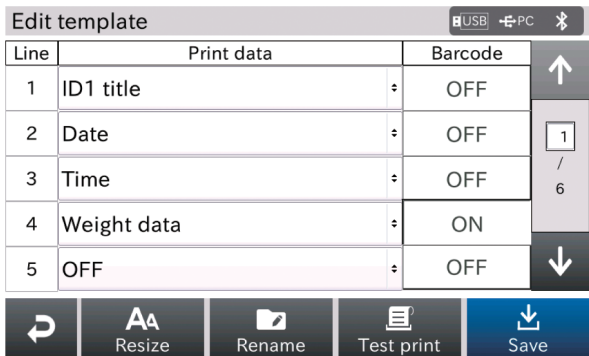 Edit template USB PC
Line Print data Barcode
1 ID1 title OFF
2 Date OFF
3 Time OFF
4 Weight data ON
5 OFF OFF
1
/
6
AA Resize Rename Test print Save